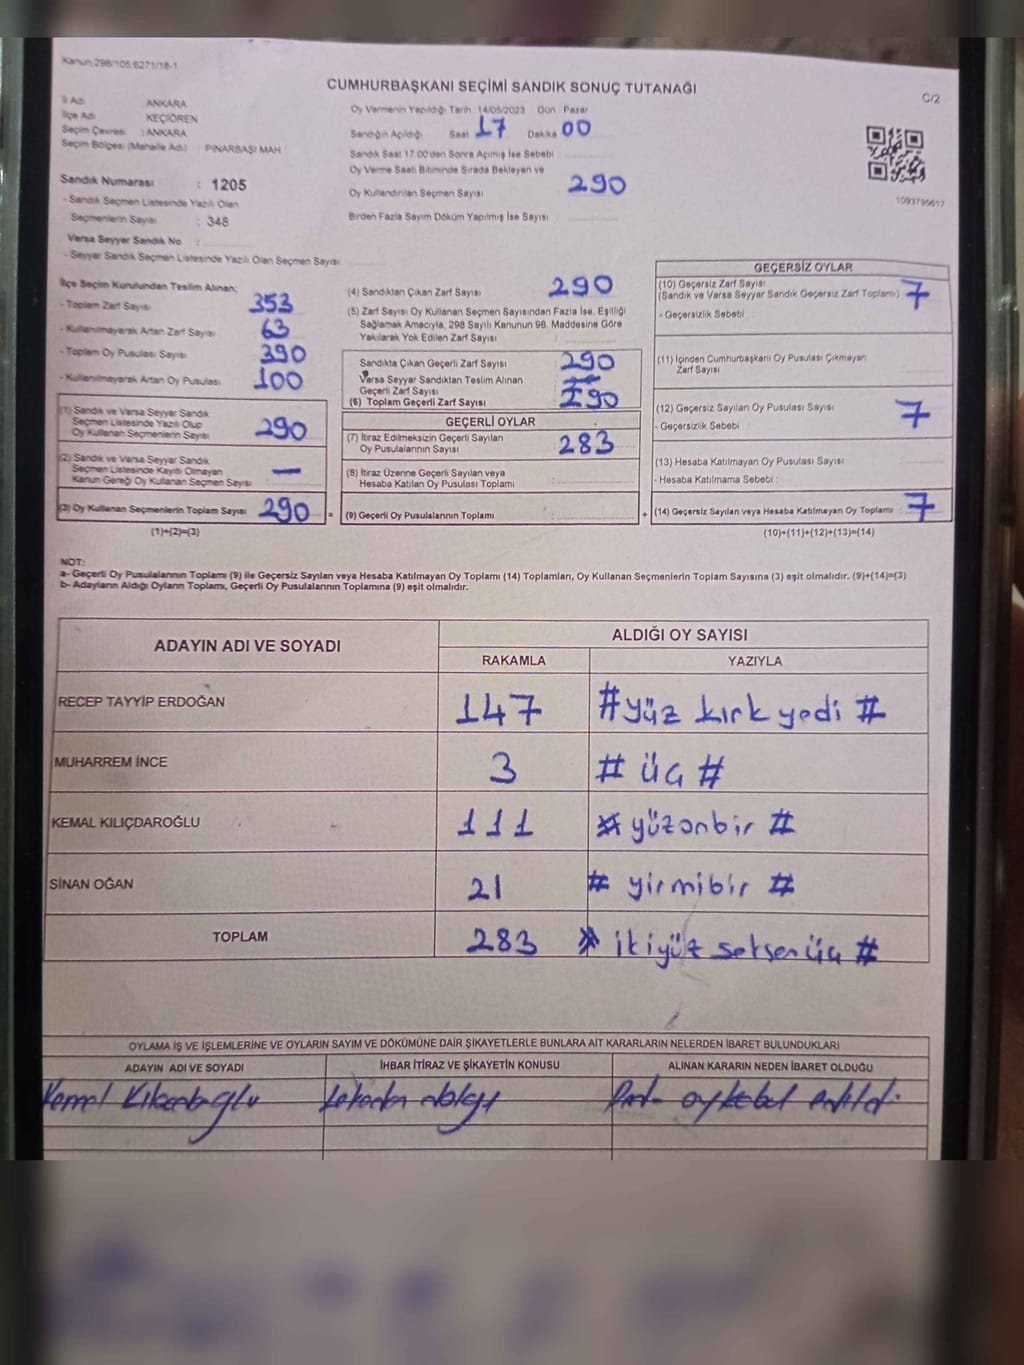 Kanun,298/105,6271/18-1
CUMHURBAŞKANI SEÇİMİ SANDIK SONUÇ TUTANAĞI
C/2
İl Adı : ANKARA
İlçe Adı : KEÇİÖREN
Seçim Çevresi : ANKARA
Seçim Bölgesi (Mahalle Adı) : PINARBAŞI MAH
Sandık Numarası : 1205
- Sandık Seçmen Listesinde Yazılı Olan
Seçmenlerin Sayısı : 348
Varsa Seyyar Sandık No :
- Seyyar Sandık Seçmen Listesinde Yazılı Olan Seçmen Sayısı
Oy Vermenin Yapıldığı Tarih 14/05/2023 Gün Pazar
Sandığın Açıldığı Saat 17 Dakika 00
Sandık Saat 17:00'den Sonra Açılmış İse Sebebi
Oy Verme Saati Bitiminde Sırada Bekleyen ve
Oy Kullandırılan Seçmen Sayısı 290
Birden Fazla Sayım Döküm Yapılmış İse Sayısı
1093795617
İlçe Seçim Kurulundan Teslim Alınan;
- Toplam Zarf Sayısı 353
- Kullanılmayarak Artan Zarf Sayısı 63
- Toplam Oy Pusulası Sayısı 390
- Kullanılmayarak Artan Oy Pusulası 100
(1) Sandık ve Varsa Seyyar Sandık
Seçmen Listesinde Yazılı Olup
Oy Kullanan Seçmenlerin Sayısı 290
(2) Sandık ve Varsa Seyyar Sandık
Seçmen Listesinde Kayıtlı Olmayan
Kanun Gereği Oy Kullanan Seçmen Sayısı : —
(3) Oy Kullanan Seçmenlerin Toplam Sayısı 290 =
(1)+(2)=(3)
(4) Sandıktan Çıkan Zarf Sayısı 290
(5) Zarf Sayısı Oy Kullanan Seçmen Sayısından Fazla İse, Eşitliği
Sağlamak Amacıyla, 298 Sayılı Kanunun 98. Maddesine Göre
Yakılarak Yok Edilen Zarf Sayısı
Sandıkta Çıkan Geçerli Zarf Sayısı 290
Varsa Seyyar Sandıktan Teslim Alınan
Geçerli Zarf Sayısı
(6) Toplam Geçerli Zarf Sayısı 290
GEÇERLİ OYLAR
(7) İtiraz Edilmeksizin Geçerli Sayılan
Oy Pusulalarının Sayısı 283
(8) İtiraz Üzerine Geçerli Sayılan veya
Hesaba Katılan Oy Pusulası Toplamı
(9) Geçerli Oy Pusulalarının Toplamı +
GEÇERSİZ OYLAR
(10) Geçersiz Zarf Sayısı
(Sandık ve Varsa Seyyar Sandık Geçersiz Zarf Toplamı) 7
- Geçersizlik Sebebi :
(11) İçinden Cumhurbaşkanı Oy Pusulası Çıkmayan
Zarf Sayısı
(12) Geçersiz Sayılan Oy Pusulası Sayısı 7
- Geçersizlik Sebebi
(13) Hesaba Katılmayan Oy Pusulası Sayısı
- Hesaba Katılmama Sebebi :
(14) Geçersiz Sayılan veya Hesaba Katılmayan Oy Toplamı : 7
(10)+(11)+(12)+(13)=(14)
NOT:
a- Geçerli Oy Pusulalarının Toplamı (9) ile Geçersiz Sayılan veya Hesaba Katılmayan Oy Toplamı (14) Toplamları, Oy Kullanan Seçmenlerin Toplam Sayısına (3) eşit olmalıdır. (9)+(14)=(3)
b- Adayların Aldığı Oyların Toplamı, Geçerli Oy Pusulalarının Toplamına (9) eşit olmalıdır.
ADAYIN ADI VE SOYADI
ALDIĞI OY SAYISI
RAKAMLA YAZIYLA
RECEP TAYYİP ERDOĞAN 147 #yüz kırk yedi #
MUHARREM İNCE 3 # üç #
KEMAL KILIÇDAROĞLU 111 # yüzonbir #
SİNAN OĞAN 21 # yirmibir #
TOPLAM 283 # ikiyüz seksen üç #
OYLAMA İŞ VE İŞLEMLERİNE VE OYLARIN SAYIM VE DÖKÜMÜNE DAİR ŞİKAYETLERLE BUNLARA AİT KARARLARIN NELERDEN İBARET BULUNDUKLARI
ADAYIN ADI VE SOYADI İHBAR İTİRAZ VE ŞİKAYETİN KONUSU ALINAN KARARIN NEDEN İBARET OLDUĞU
Kemal